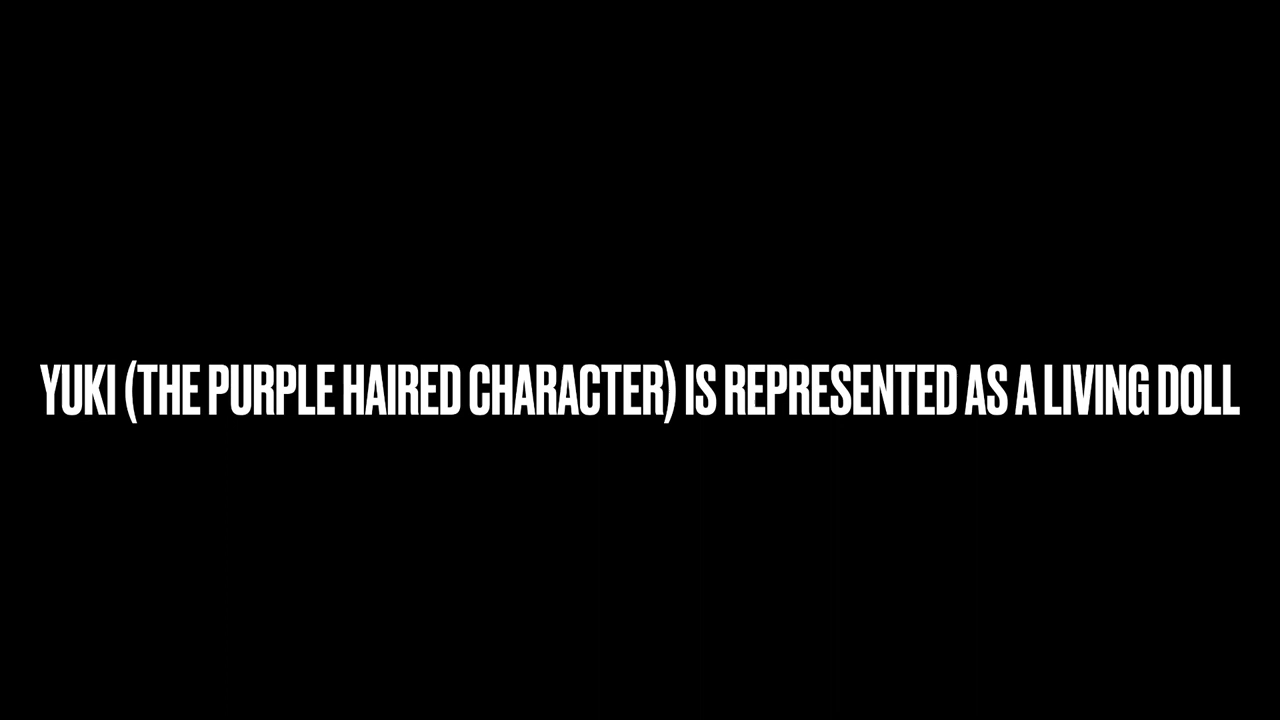 YUKI (THE PURPLE HAIRED CHARACTER) IS REPRESENTED AS A LIVING DOLL